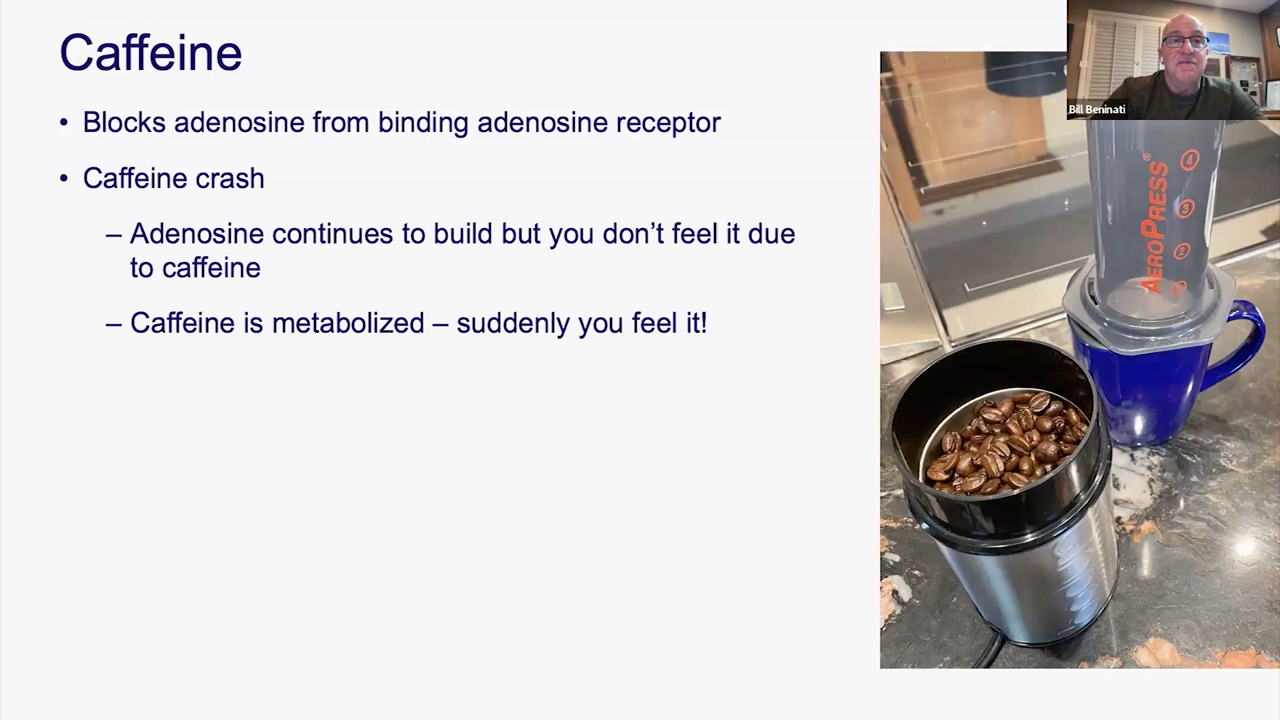 Caffeine
• Blocks adenosine from binding adenosine receptor
• Caffeine crash
– Adenosine continues to build but you don’t feel it due
to caffeine
– Caffeine is metabolized – suddenly you feel it!
Bill Beninati
AEROPRESS®
4
3
2
1